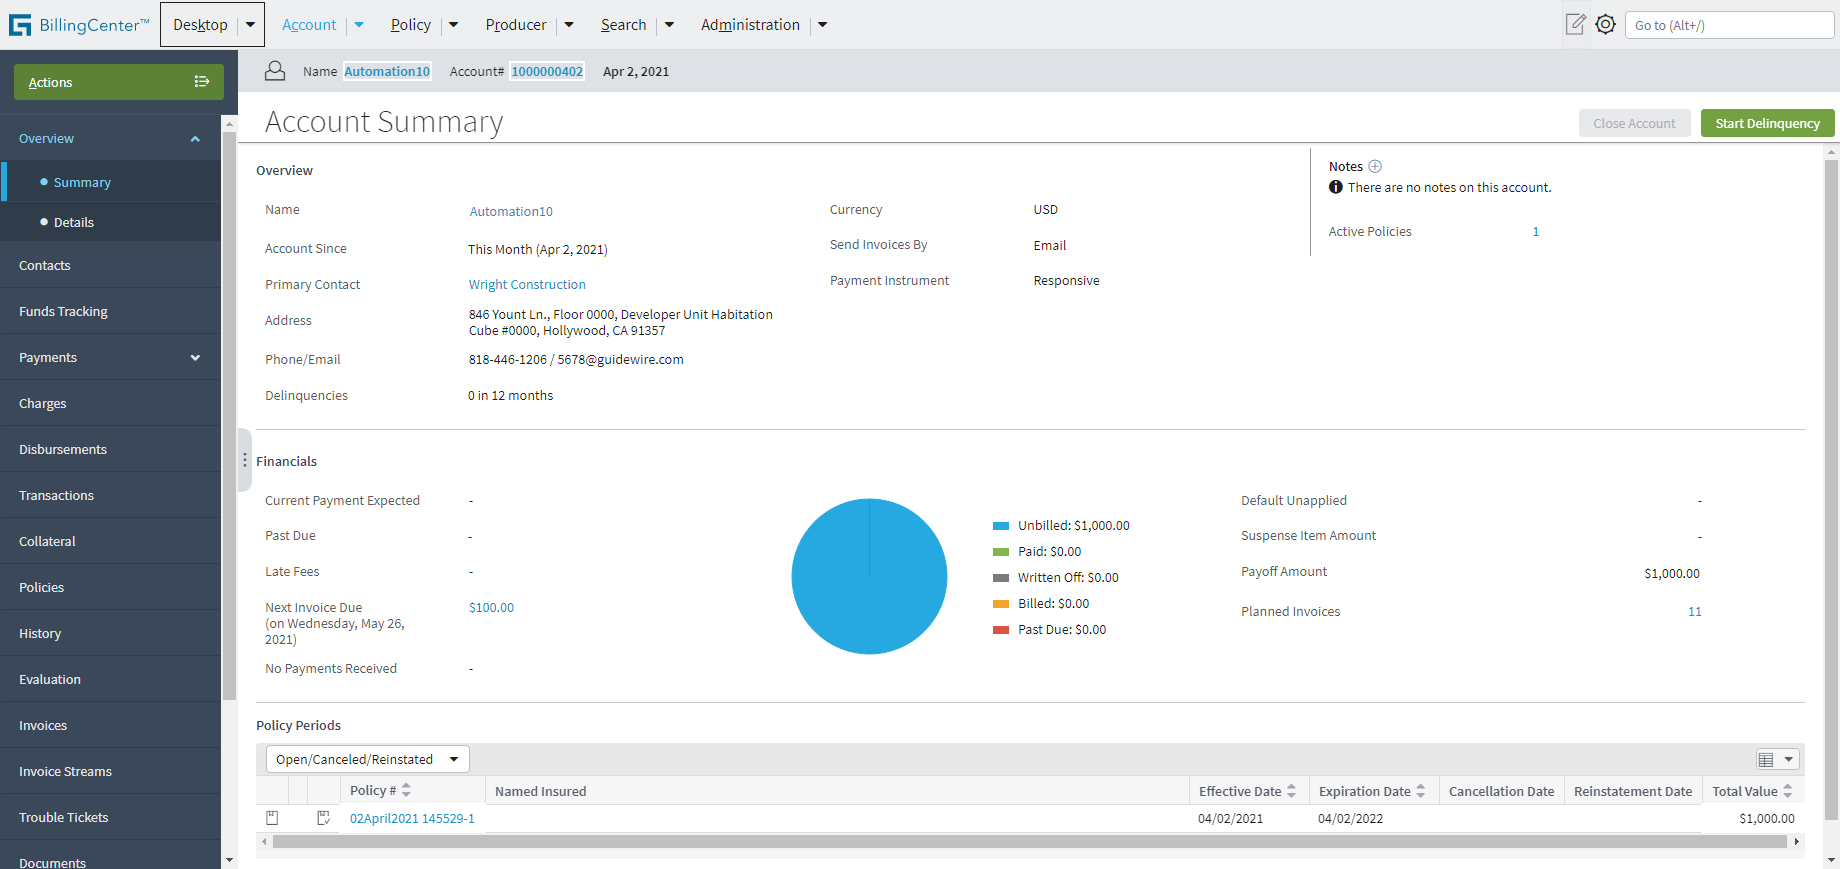 BillingCenter™
Desktop
Account
Policy
Producer
Search
Administration
Go to (Alt+/)
Actions
Name Automation10 Account# 1000000402 Apr 2, 2021
Overview
Summary
Details
Contacts
Funds Tracking
Payments
Charges
Disbursements
Transactions
Collateral
Policies
History
Evaluation
Invoices
Invoice Streams
Trouble Tickets
Documents
Account Summary
Close Account
Start Delinquency
Overview
Name Automation10
Account Since This Month (Apr 2, 2021)
Primary Contact Wright Construction
Address 846 Yount Ln., Floor 0000, Developer Unit Habitation
Cube #0000, Hollywood, CA 91357
Phone/Email 818-446-1206 / 5678@guidewire.com
Delinquencies 0 in 12 months
Currency USD
Send Invoices By Email
Payment Instrument Responsive
Notes
There are no notes on this account.
Active Policies 1
Financials
Current Payment Expected -
Past Due -
Late Fees -
Next Invoice Due $100.00
(on Wednesday, May 26,
2021)
No Payments Received -
Unbilled: $1,000.00
Paid: $0.00
Written Off: $0.00
Billed: $0.00
Past Due: $0.00
Default Unapplied -
Suspense Item Amount -
Payoff Amount $1,000.00
Planned Invoices 11
Policy Periods
Open/Canceled/Reinstated
Policy # Named Insured Effective Date Expiration Date Cancellation Date Reinstatement Date Total Value
02April2021 145529-1 04/02/2021 04/02/2022 $1,000.00